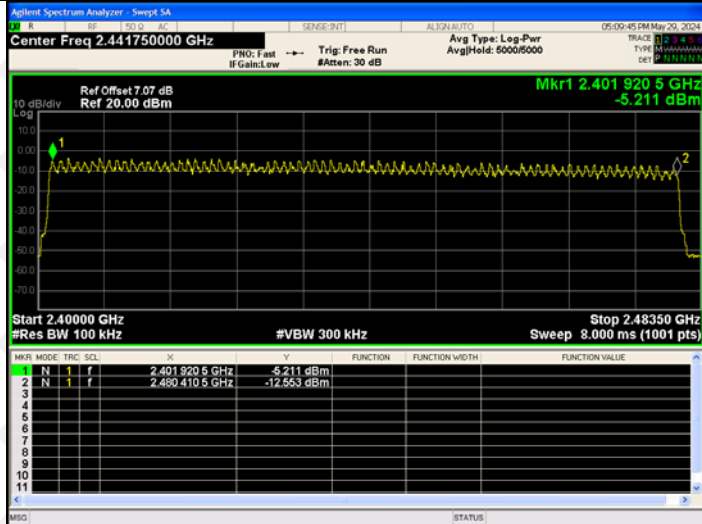 Agilent Spectrum Analyzer - Swept SA
R RF 50 Ω AC SENSE:INT ALIGN AUTO 05:09:45 PM May 29, 2024
Center Freq 2.441750000 GHz
PNO: Fast
IFGain:Low
Trig: Free Run
#Atten: 30 dB
Avg Type: Log-Pwr
Avg|Hold: 5000/5000
TRACE 1 2 3 4 5
TYPE M
DET P N N N N
Mkr1 2.401 920 5 GHz
-5.211 dBm
Ref Offset 7.07 dB
10 dB/div Ref 20.00 dBm
Log
10.0
0.00
-10.0
-20.0
-30.0
-40.0
-50.0
-60.0
-70.0
1
2
Start 2.40000 GHz Stop 2.48350 GHz
#Res BW 100 kHz #VBW 300 kHz Sweep 8.000 ms (1001 pts)
MKR MODE TRC SCL X Y FUNCTION FUNCTION WIDTH FUNCTION VALUE
1 N 1 f 2.401 920 5 GHz -5.211 dBm
2 N 1 f 2.480 410 5 GHz -12.553 dBm
3
4
5
6
7
8
9
10
11
MSG STATUS